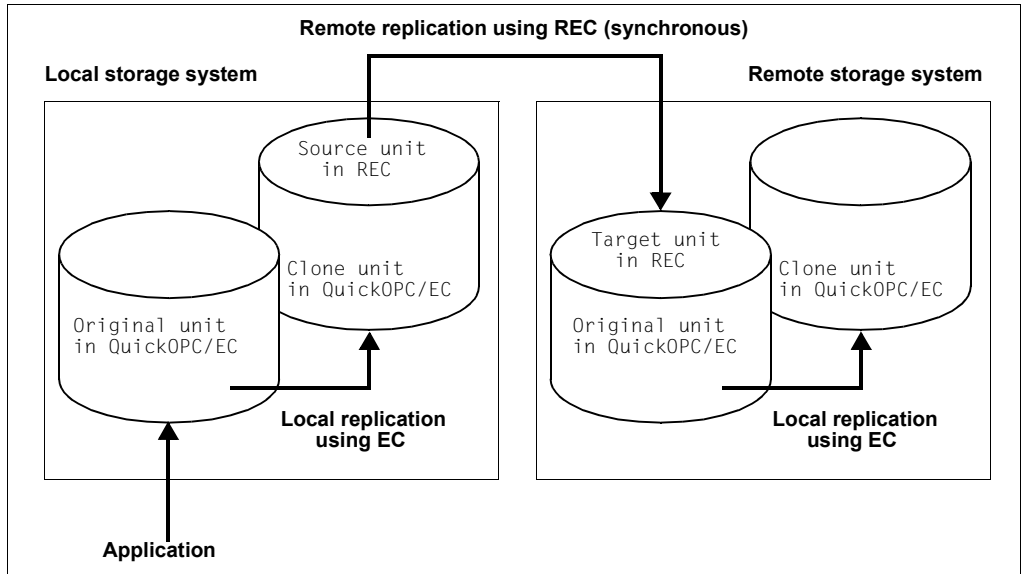 Remote replication using REC (synchronous)
Local storage system
Remote storage system
Source unit
in REC
Clone unit
in QuickOPC/EC
Original unit
in QuickOPC/EC
Local replication
using EC
Application
Target unit
in REC
Clone unit
in QuickOPC/EC
Original unit
in QuickOPC/EC
Local replication
using EC